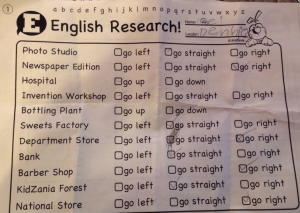 1
a b c d e f g h i j k l m n o p q r s t u v w x y z
E English Research!
Name:
Leader: Dennis
Photo Studio go left go straight go right
Newspaper Edition go left go straight go right
Hospital go up go down
Invention Workshop go left go straight go right
Bottling Plant go up go down
Sweets Factory go left go straight go right
Department Store go left go straight go right
Bank go left go straight go right
Barber Shop go left go straight go right
KidZania Forest go left go straight go right
National Store go left go straight go right